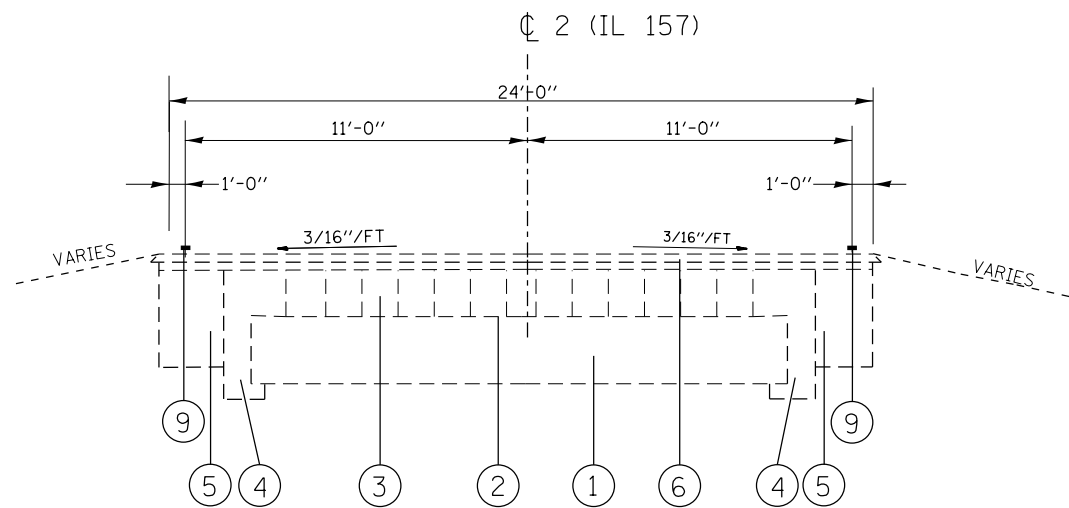 ℄ 2 (IL 157)
24'-0''
11'-0'' 11'-0''
1'-0'' 1'-0''
VARIES 3/16''/FT 3/16''/FT VARIES
9 9
5 4 3 2 1 6 4 5